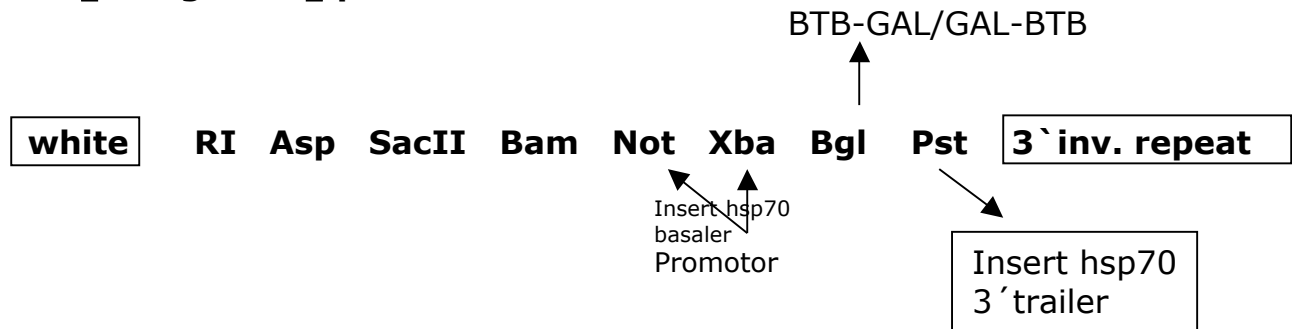 BTB-GAL/GAL-BTB
white RI Asp SacII Bam Not Xba Bgl Pst 3`inv. repeat
Insert hsp70
basaler
Promotor
Insert hsp70
3´trailer